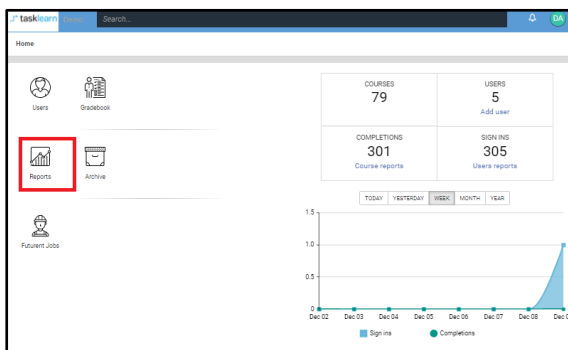 tasklearn Demo Search... DA
Home
Users Gradebook
Reports Archive
Futurent Jobs
COURSES USERS
79 5
Add user
COMPLETIONS SIGN INS
301 305
Course reports Users reports
TODAY YESTERDAY WEEK MONTH YEAR
1.5
1.0
0.5
0
Dec 02 Dec 03 Dec 04 Dec 05 Dec 06 Dec 07 Dec 08 Dec
Sign ins Completions